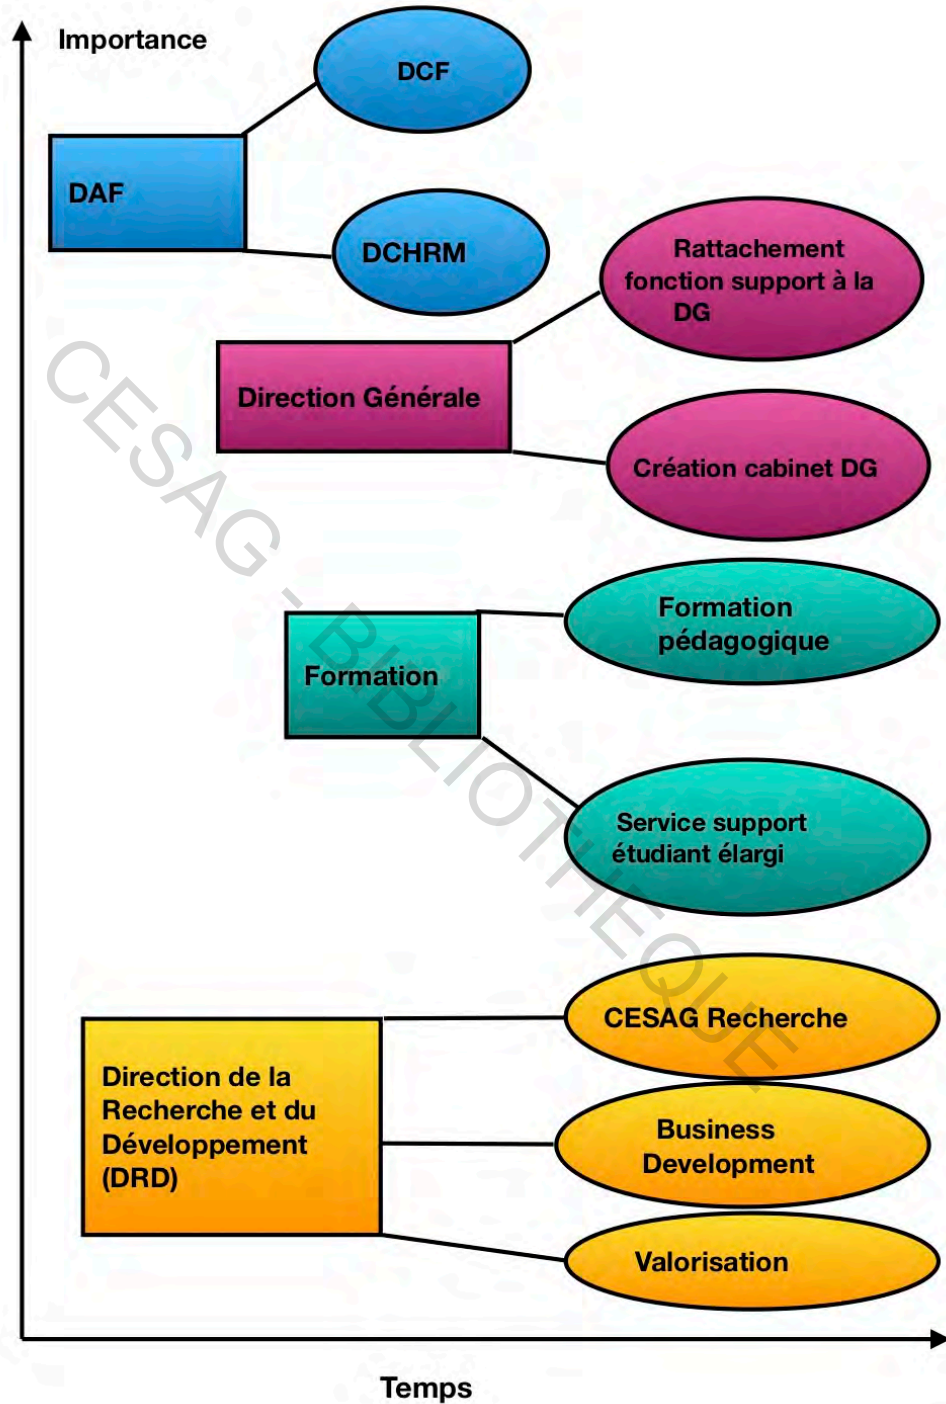 Importance
DCF
DAF
DCHRM
Rattachement
fonction support à la
DG
Direction Générale
Création cabinet DG
Formation
pédagogique
Formation
Service support
étudiant élargi
CESAG Recherche
Direction de la
Recherche et du
Développement
(DRD)
Business
Development
Valorisation
Temps
CESAG - BIBLIOTHEQUE